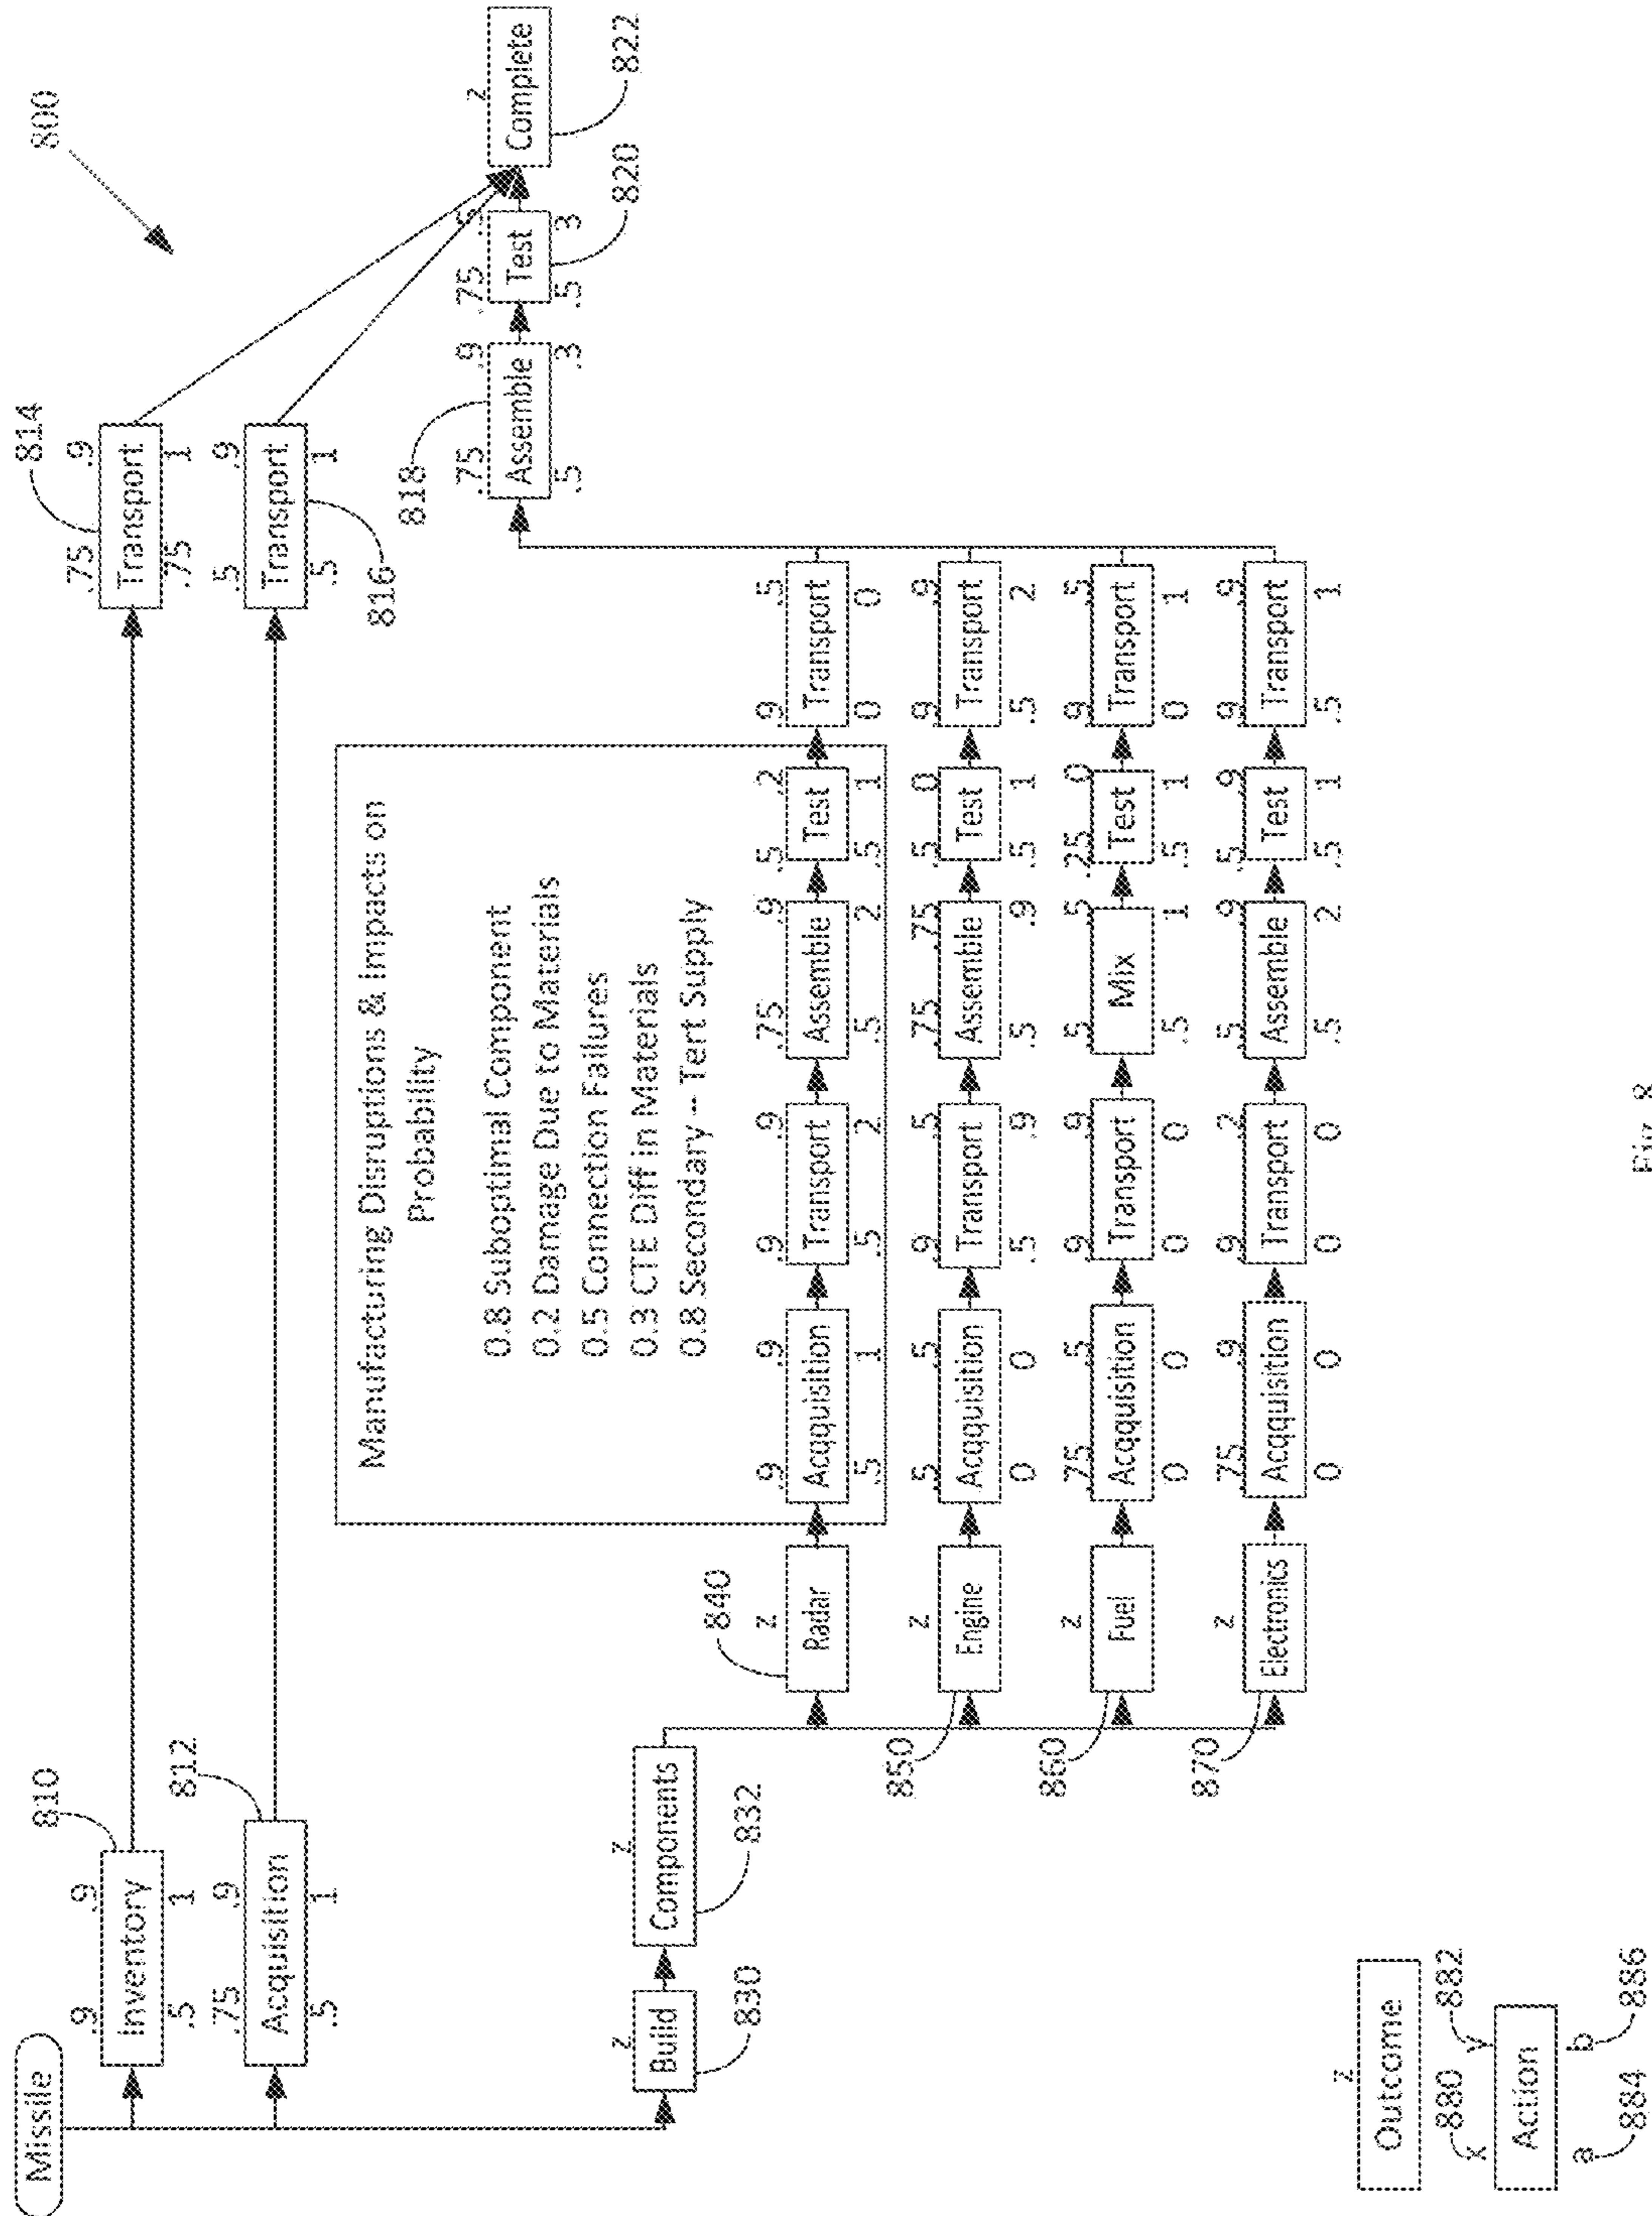 800
Missile
810
814
.9 .9
.75 .9
Inventory
Transport
.5 1
.75 1
812
.75 .9
.5 .9
Acquisition
Transport
.5 1
.5 1
816
818
Manufacturing Disruptions & Impacts on
Probability
.75 .9
.75 .5
z
Assemble
Test
Complete
.5 .3
.5 3
820
822
0.8 Suboptimal Component
0.2 Damage Due to Materials
0.5 Connection Failures
0.3 CTE Diff in Materials
0.8 Secondary -- Tert Supply
z
z
Build
Components
830
832
840
z
.9 .9
.9 .9
.75 .9
.5 .2
.9 .5
Radar
Acqquisition
Transport
Assemble
Test
Transport
.5 1
.5 2
.5 2
.5 1
0 0
850
z
.5 .5
.9 .5
.75 .75
.5 0
.9 .9
Engine
Acqquisition
Transport
Assemble
Test
Transport
0 0
.5 .9
.5 .9
.5 1
.5 2
860
z
.75 .5
.9 .9
.5 .5
.25 0
.9 .5
Fuel
Acqquisition
Transport
Mix
Test
Transport
0 0
0 0
.5 1
.5 1
0 1
870
z
.75 .9
.9 .2
.5 .9
.5 .9
.9 .9
Electronics
Acqquisition
Transport
Assemble
Test
Transport
0 0
0 0
.5 2
.5 1
.5 1
z
Outcome
880
882
x y
Action
a b
884
886
Fig. 8